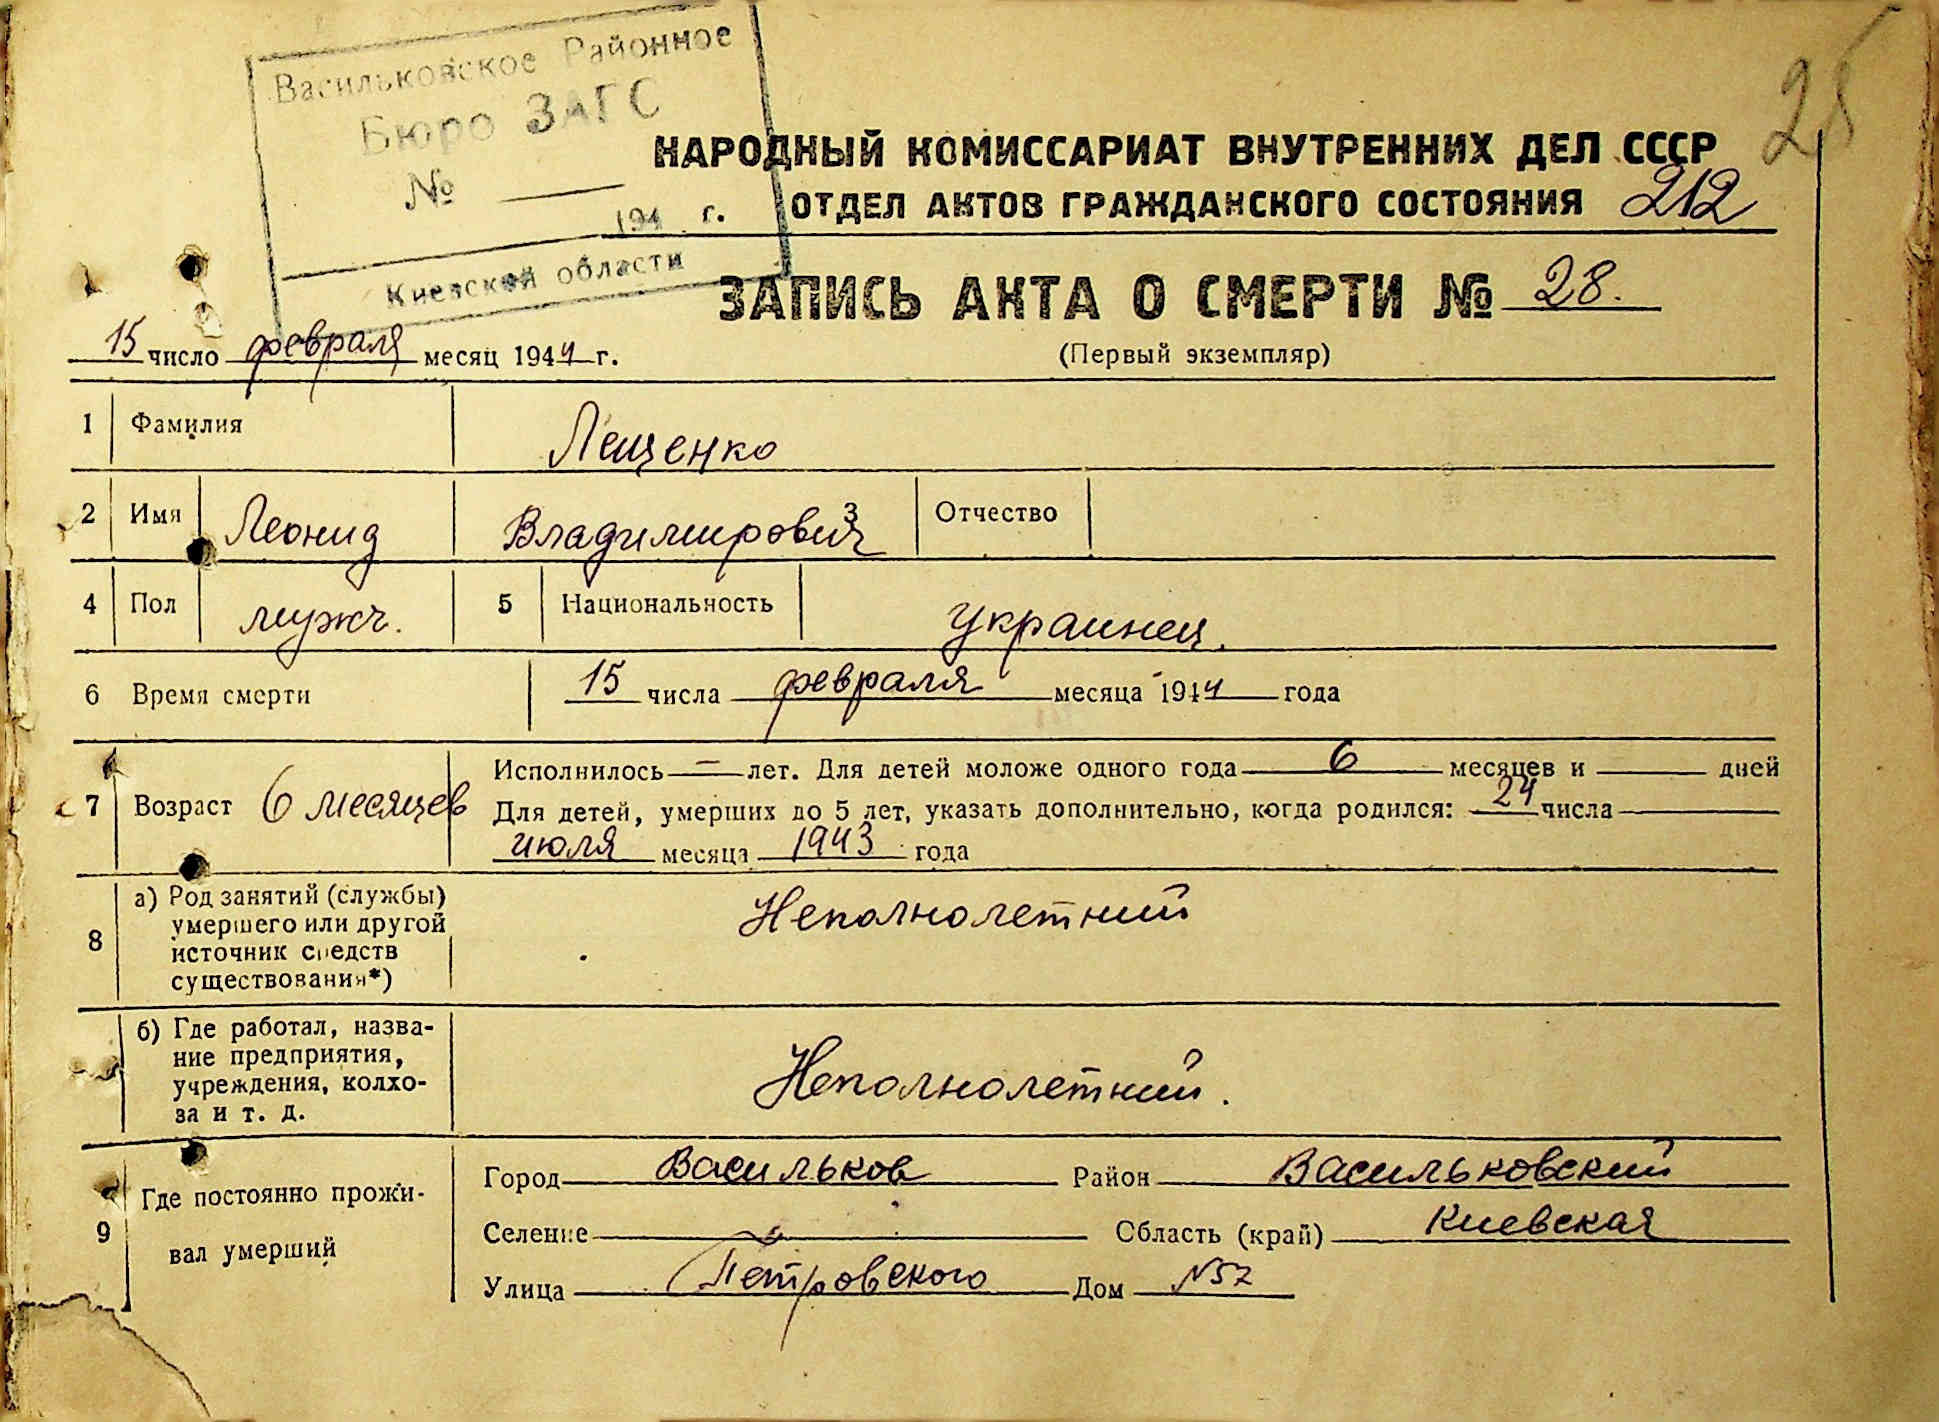 Васильковское Районное
Бюро ЗАГС
№
194 г.
Киевской области
25
НАРОДНЫЙ КОМИССАРИАТ ВНУТРЕННИХ ДЕЛ СССР
ОТДЕЛ АКТОВ ГРАЖДАНСКОГО СОСТОЯНИЯ 212
ЗАПИСЬ АКТА О СМЕРТИ № 28.
15 число февраля месяц 1944 г.
(Первый экземпляр)
1 Фамилия Лещенко
2 Имя Леонид Владимирович 3 Отчество
4 Пол мужч. 5 Национальность украинец.
6 Время смерти 15 числа февраля месяца 1944 года
7 Возраст 6 месяцев
Исполнилось — лет. Для детей моложе одного года 6 месяцев и дней
Для детей, умерших до 5 лет, указать дополнительно, когда родился: 24 числа
июля месяца 1943 года
8 а) Род занятий (службы)
умершего или другой
источник средств
существования*)
Неполнолетний
б) Где работал, назва-
ние предприятия,
учреждения, колхо-
за и т. д.
Неполнолетний.
9 Где постоянно прожи-
вал умерший
Город Васильков Район Васильковский
Селение Область (край) Киевская
Улица Петровского Дом №57